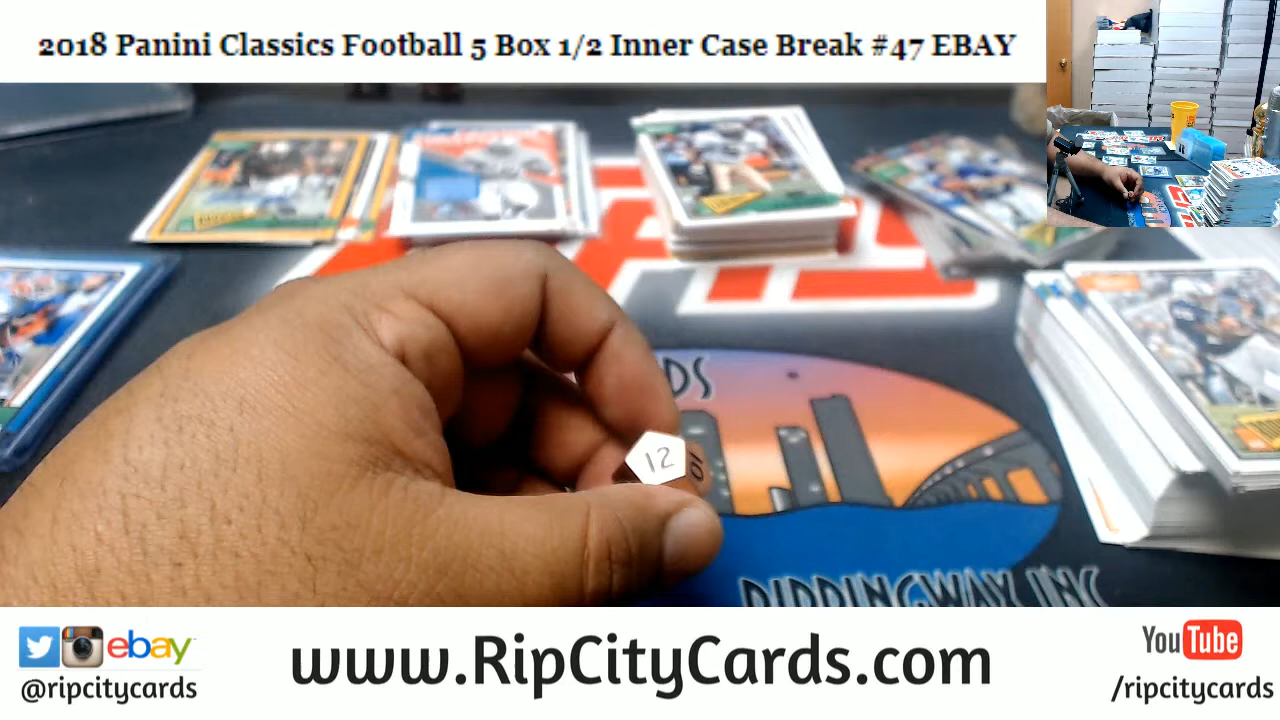 2018 Panini Classics Football 5 Box 1/2 Inner Case Break #47 EBAY
DS
12
10
RIPPINGWAY INC
ebay
@ripcitycards
www.RipCityCards.com
YouTube
/ripcitycards